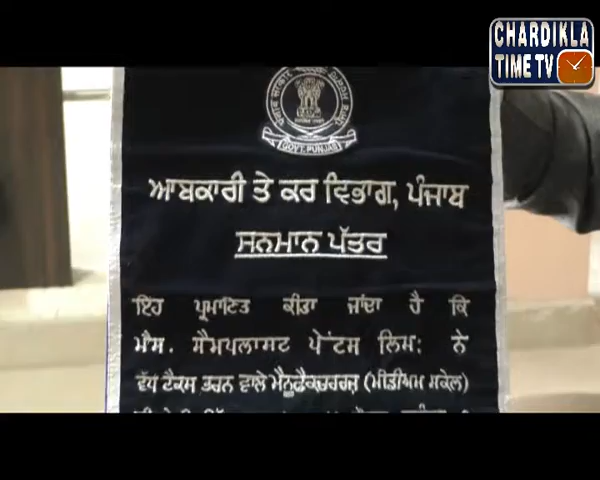 CHARDIKLA
TIME TV
GOVT. PUNJAB
ਆਬਕਾਰੀ ਤੇ ਕਰ ਵਿਭਾਗ, ਪੰਜਾਬ
ਸਨਮਾਨ ਪੱਤਰ
ਇਹ ਪ੍ਰਮਾਣਿਤ ਕੀਤਾ ਜਾਂਦਾ ਹੈ ਕਿ
ਮੈਸ. ਸੈਮਪਲਾਸਟ ਪੇਂਟਸ ਲਿਮ: ਨੇ
ਵੱਧ ਟੈਕਸ ਭਰਨ ਵਾਲੇ ਮੈਨੂਫੈਕਚਰਰਜ਼ (ਮੀਡੀਅਮ ਸਕੇਲ)